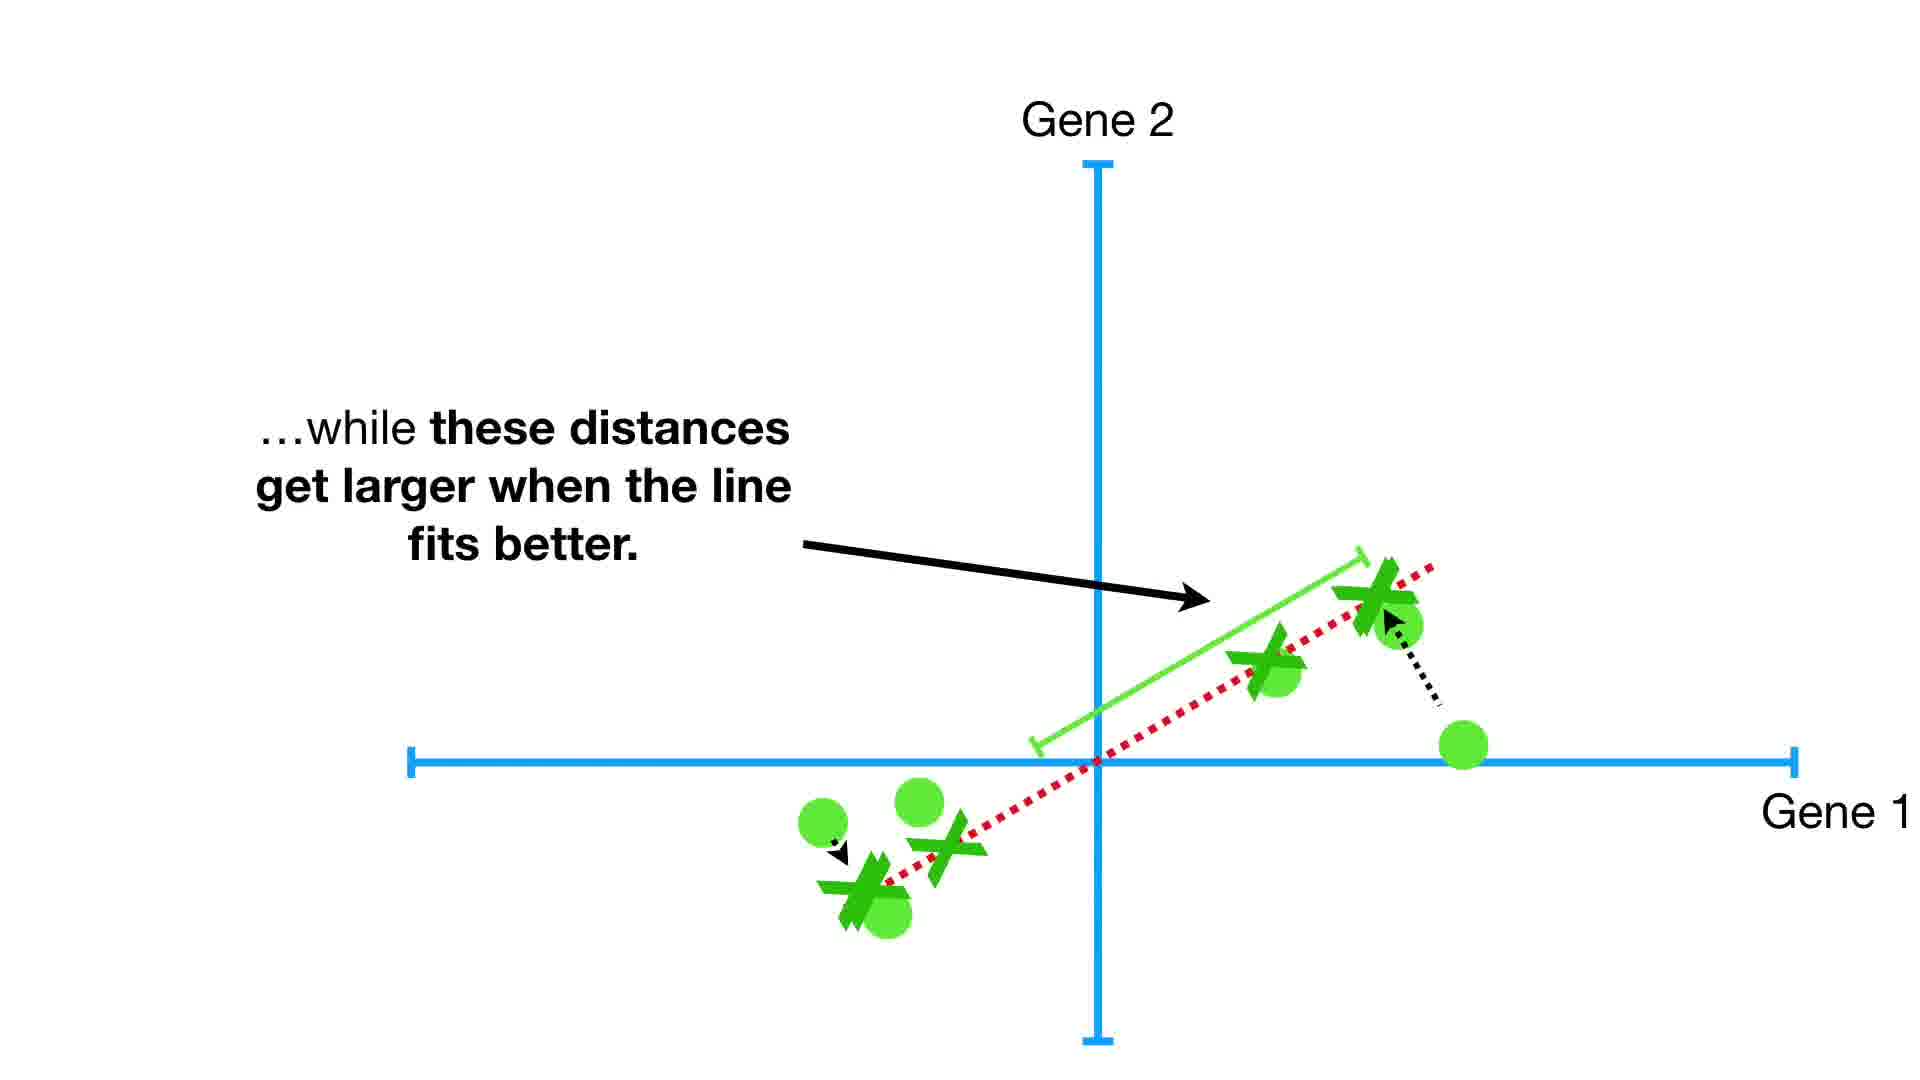 Gene 2
…while these distances
get larger when the line
fits better.
Gene 1